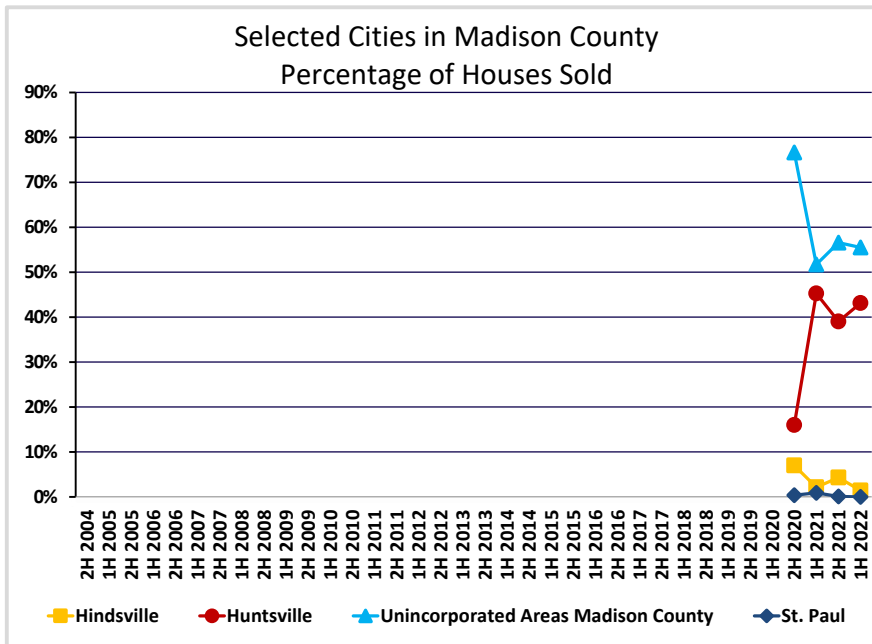 Selected Cities in Madison County
Percentage of Houses Sold
90%
80%
70%
60%
50%
40%
30%
20%
10%
0%
2H 2004
1H 2005
2H 2005
1H 2006
2H 2006
1H 2007
2H 2007
1H 2008
2H 2008
1H 2009
2H 2009
1H 2010
2H 2010
1H 2011
2H 2011
1H 2012
2H 2012
1H 2013
2H 2013
1H 2014
2H 2014
1H 2015
2H 2015
1H 2016
2H 2016
1H 2017
2H 2017
1H 2018
2H 2018
1H 2019
2H 2019
1H 2020
2H 2020
1H 2021
2H 2021
1H 2022
Hindsville Huntsville Unincorporated Areas Madison County St. Paul